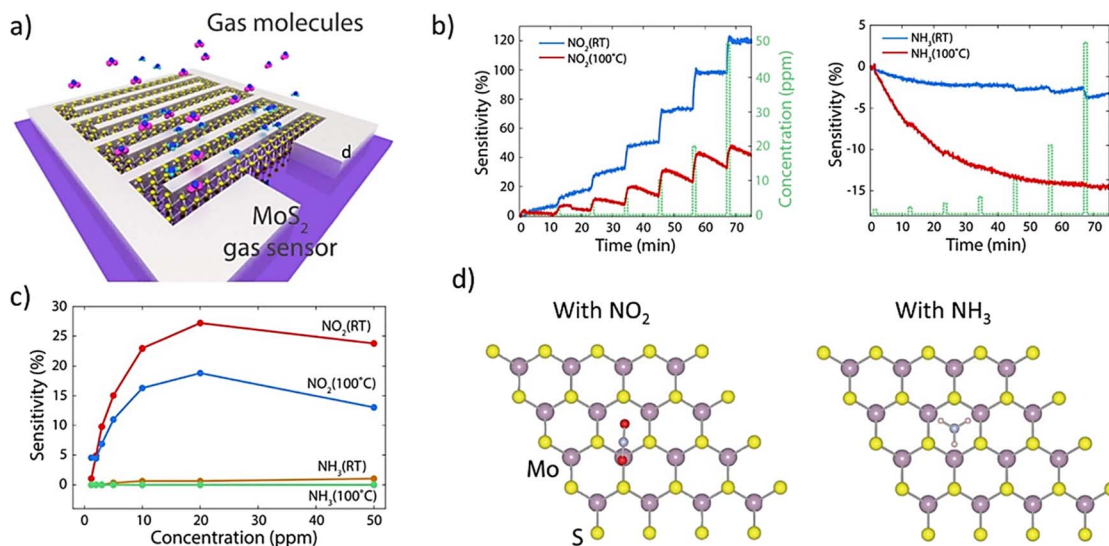 a)
Gas molecules
d
MoS2
gas sensor
b)
NO2(RT)
NO2(100°C)
Sensitivity (%)
120
100
80
60
40
20
0
Concentration (ppm)
50
40
30
20
10
0
0 10 20 30 40 50 60 70
Time (min)
NH3(RT)
NH3(100°C)
Sensitivity (%)
0
-5
-10
-15
0 10 20 30 40 50 60 70
Time (min)
c)
Sensitivity (%)
30
25
20
15
10
5
0
NO2(RT)
NO2(100°C)
NH3(RT)
NH3(100°C)
0 10 20 30 40 50
Concentration (ppm)
d)
With NO2
With NH3
Mo
S